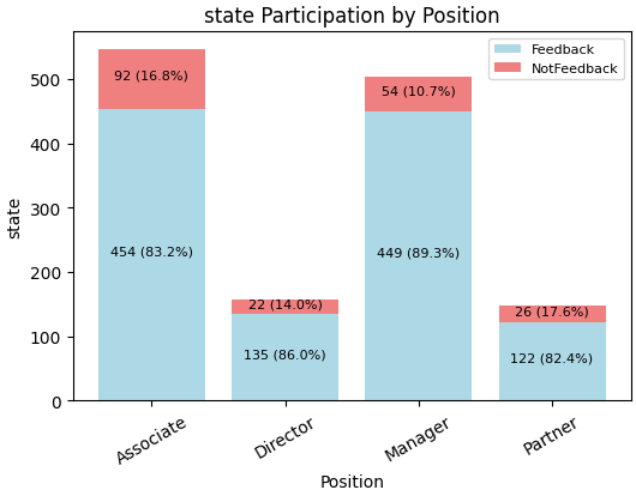 state Participation by Position
Feedback
NotFeedback
92 (16.8%)
54 (10.7%)
454 (83.2%)
449 (89.3%)
22 (14.0%)
26 (17.6%)
135 (86.0%)
122 (82.4%)
500
400
300
200
100
0
state
Associate
Director
Manager
Partner
Position